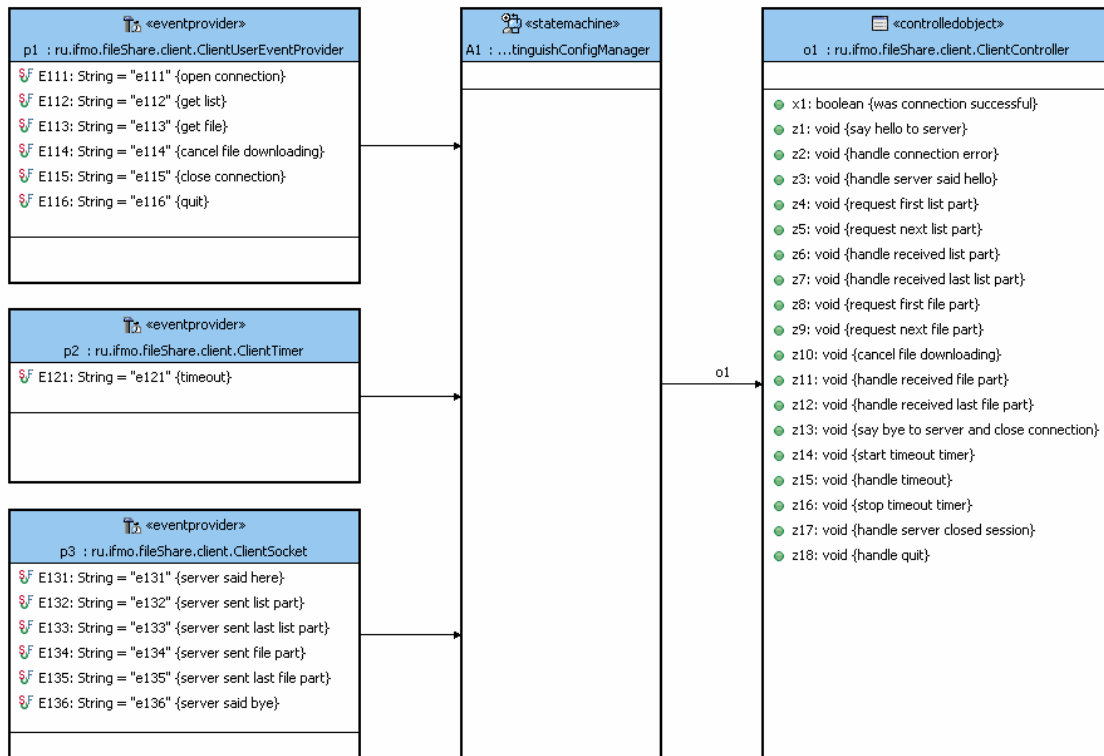 «eventprovider»
p1 : ru.ifmo.fileShare.client.ClientUserEventProvider
E111: String = "e111" {open connection}
E112: String = "e112" {get list}
E113: String = "e113" {get file}
E114: String = "e114" {cancel file downloading}
E115: String = "e115" {close connection}
E116: String = "e116" {quit}
«eventprovider»
p2 : ru.ifmo.fileShare.client.ClientTimer
E121: String = "e121" {timeout}
«eventprovider»
p3 : ru.ifmo.fileShare.client.ClientSocket
E131: String = "e131" {server said here}
E132: String = "e132" {server sent list part}
E133: String = "e133" {server sent last list part}
E134: String = "e134" {server sent file part}
E135: String = "e135" {server sent last file part}
E136: String = "e136" {server said bye}
«statemachine»
A1 : ...tinguishConfigManager
o1
«controlledobject»
o1 : ru.ifmo.fileShare.client.ClientController
x1: boolean {was connection successful}
z1: void {say hello to server}
z2: void {handle connection error}
z3: void {handle server said hello}
z4: void {request first list part}
z5: void {request next list part}
z6: void {handle received list part}
z7: void {handle received last list part}
z8: void {request first file part}
z9: void {request next file part}
z10: void {cancel file downloading}
z11: void {handle received file part}
z12: void {handle received last file part}
z13: void {say bye to server and close connection}
z14: void {start timeout timer}
z15: void {handle timeout}
z16: void {stop timeout timer}
z17: void {handle server closed session}
z18: void {handle quit}